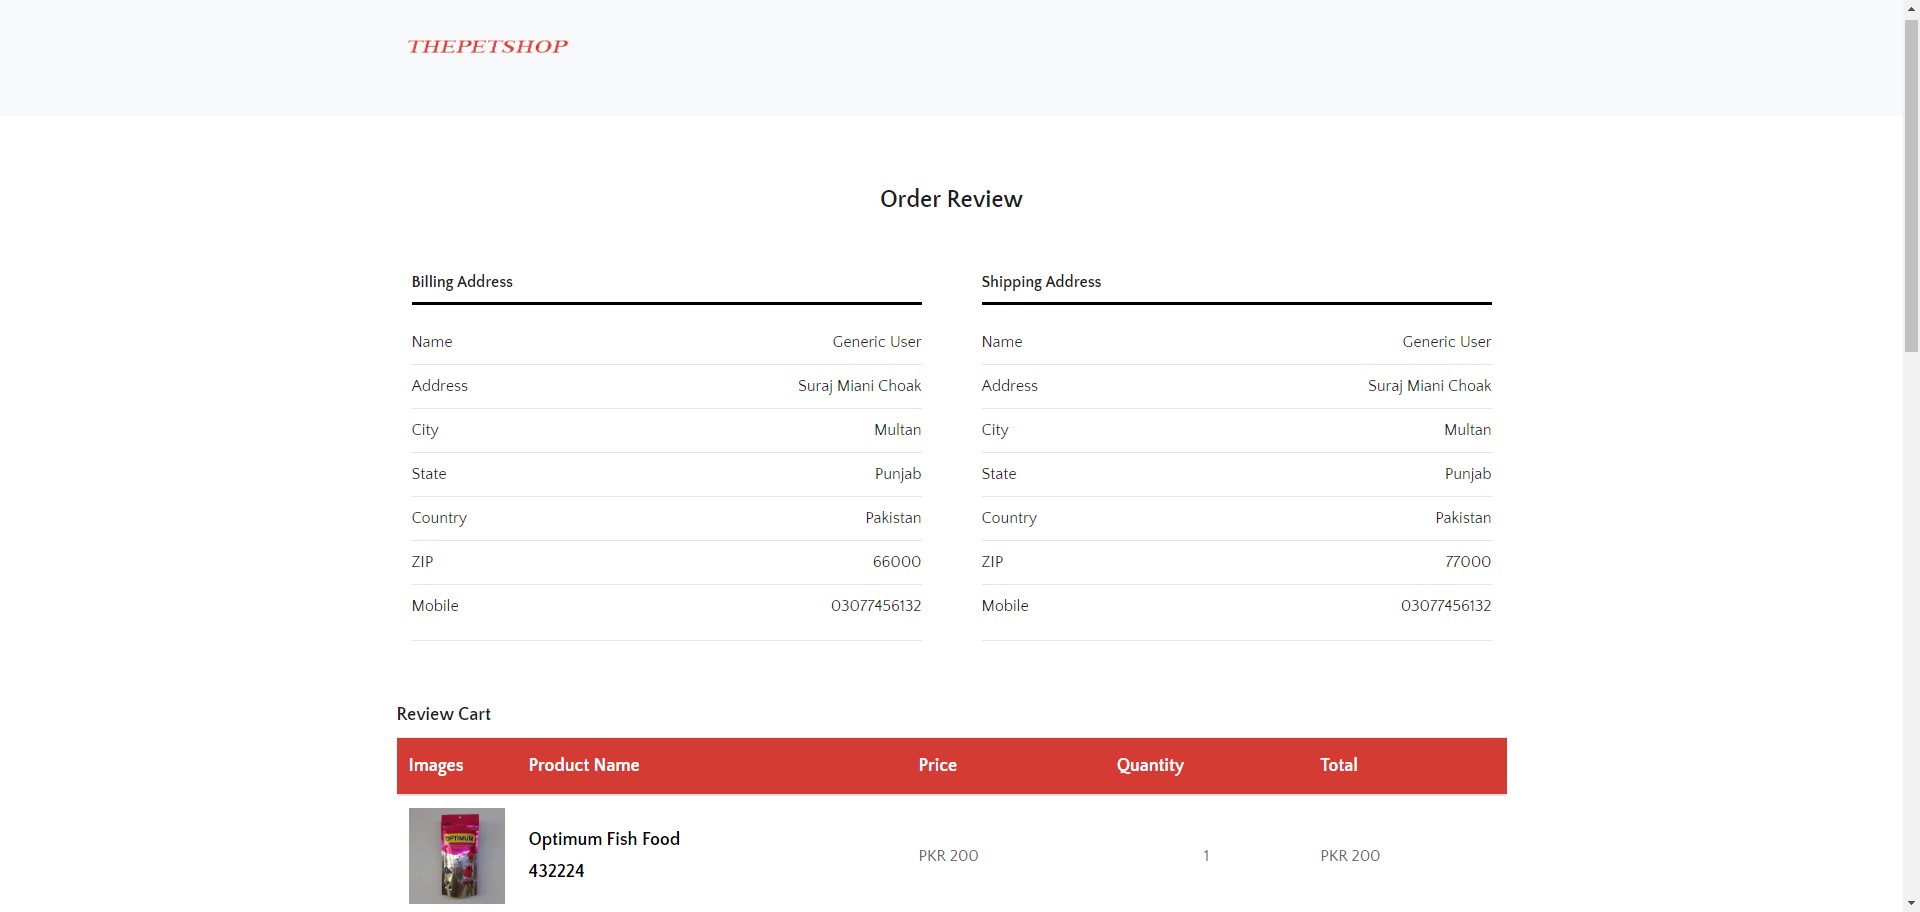 THEPETSHOP
Order Review
Billing Address
Name Generic User
Address Suraj Miani Choak
City Multan
State Punjab
Country Pakistan
ZIP 66000
Mobile 03077456132
Shipping Address
Name Generic User
Address Suraj Miani Choak
City Multan
State Punjab
Country Pakistan
ZIP 77000
Mobile 03077456132
Review Cart
Images Product Name Price Quantity Total
OPTIMUM
Optimum Fish Food
432224
PKR 200 1 PKR 200